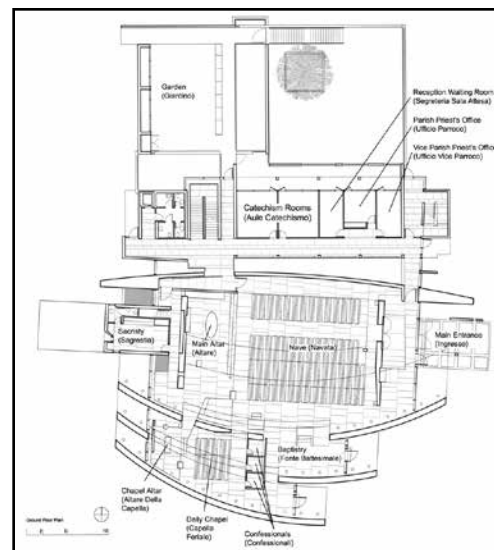 Garden
(Giardino)
Reception Waiting Room
(Segreteria Sala Attesa)
Parish Priest's Office
(Ufficio Parroco)
Vice Parish Priest's Office
(Ufficio Vice Parroco)
Catechism Rooms
(Aule Catechismo)
Sacristy
(Sagrestia)
Main Altar
(Altare)
Nave (Navata)
Main Entrance
(Ingresso)
Baptistry
(Fonte Battesimale)
Chapel Altar
(Altare Della
Capella)
Daily Chapel
(Capella
Feriale)
Confessionals
(Confessionali)
Ground Floor Plan